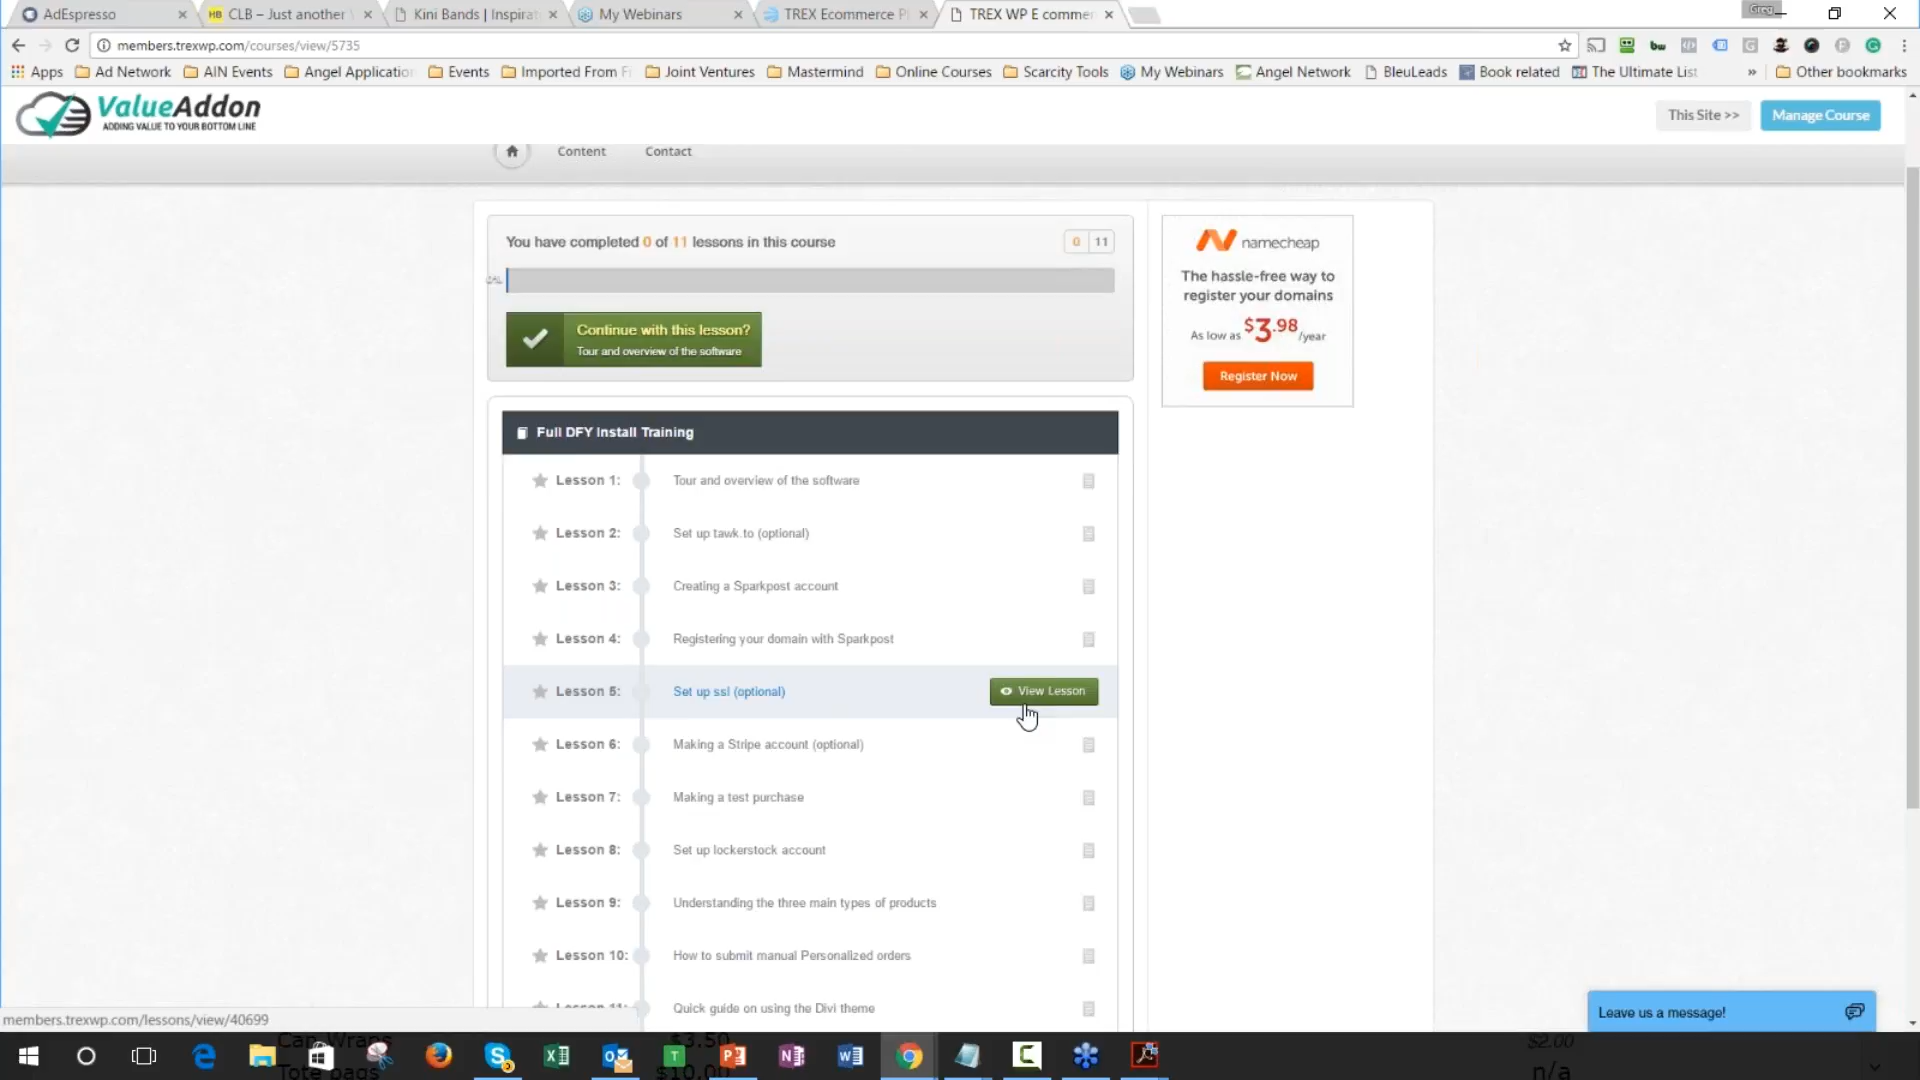 AdEspresso
HB CLB – Just another
Kini Bands | Inspirat
My Webinars
TREX Ecommerce Pl
TREX WP E commer
Greg
members.trexwp.com/courses/view/5735
Apps
Ad Network
AIN Events
Angel Applicatio
Events
Imported From F
Joint Ventures
Mastermind
Online Courses
Scarcity Tools
My Webinars
Angel Network
BleuLeads
Book related
The Ultimate List
»
Other bookmarks
ValueAddon
ADDING VALUE TO YOUR BOTTOM LINE
This Site >>
Manage Course
Content
Contact
You have completed 0 of 11 lessons in this course
0 11
0%
Continue with this lesson?
Tour and overview of the software
namecheap
The hassle-free way to
register your domains
As low as $3.98/year
Register Now
Full DFY Install Training
Lesson 1: Tour and overview of the software
Lesson 2: Set up tawk.to (optional)
Lesson 3: Creating a Sparkpost account
Lesson 4: Registering your domain with Sparkpost
Lesson 5: Set up ssl (optional)
View Lesson
Lesson 6: Making a Stripe account (optional)
Lesson 7: Making a test purchase
Lesson 8: Set up lockerstock account
Lesson 9: Understanding the three main types of products
Lesson 10: How to submit manual Personalized orders
Lesson 11: Quick guide on using the Divi theme
Leave us a message!
members.trexwp.com/lessons/view/40699
Can Wraps $3.50 $2.00
Tote bags $10.00 n/a